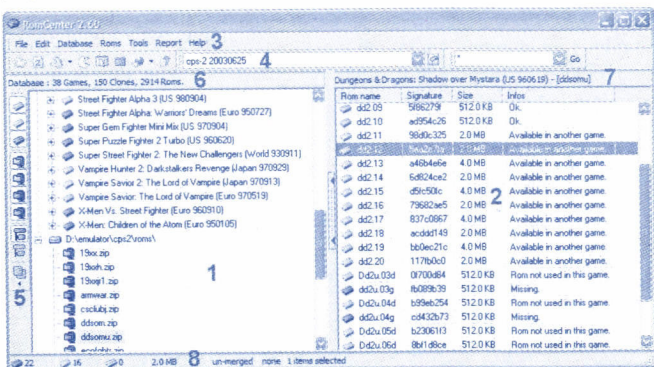 RomCenter 2.60
File Edit Database Roms Tools Report Help 3
4 cps-2 20030625 Go
Database : 38 Games, 150 Clones, 2914 Roms. 6
Street Fighter Alpha 3 (US 980904)
Street Fighter Alpha: Warriors' Dreams (Euro 950727)
Super Gem Fighter Mini Mix (US 970904)
Super Puzzle Fighter 2 Turbo (US 960620)
Super Street Fighter 2: The New Challengers (World 930911)
Vampire Hunter 2: Darkstalkers Revenge (Japan 970929)
Vampire Savior 2: The Lord of Vampire (Japan 970913)
Vampire Savior: The Lord of Vampire (Euro 970519)
X-Men Vs. Street Fighter (Euro 960910)
X-Men: Children of the Atom (Euro 950105)
D:\emulator\cps2\roms\
19xx.zip
19xxh.zip
19xxjr1.zip
armwar.zip
csclubj.zip
ddsom.zip
ddsomu.zip
1
5
Dungeons & Dragons: Shadow over Mystara (US 960619) - [ddsomu] 7
Rom name Signature Size Infos
dd2.09 5f86279f 512.0 KB Ok.
dd2.10 ad954c26 512.0 KB Ok.
dd2.11 98d0c325 2.0 MB Available in another game.
dd2.12 2.0 MB Available in another game.
dd2.13 a46b4e6e 4.0 MB Available in another game.
dd2.14 6d824ce2 2.0 MB Available in another game.
dd2.15 d5fc50fc 4.0 MB Available in another game.
dd2.16 79682ae5 2.0 MB 2 Available in another game.
dd2.17 837c0867 4.0 MB Available in another game.
dd2.18 acddd149 2.0 MB Available in another game.
dd2.19 bb0ec21c 4.0 MB Available in another game.
dd2.20 117fb0c0 2.0 MB Available in another game.
Dd2u.03d 0f700d84 512.0 KB Rom not used in this game.
dd2u.03g fb089b39 512.0 KB Missing.
Dd2u.04d b99eb254 512.0 KB Rom not used in this game.
dd2u.04g cd432b73 512.0 KB Missing.
Dd2u.05d b23061f3 512.0 KB Rom not used in this game.
Dd2u.06d 8bf1d8ce 512.0 KB Rom not used in this game.
22 16 0 2.0 MB 8 un-merged none 1 items selected